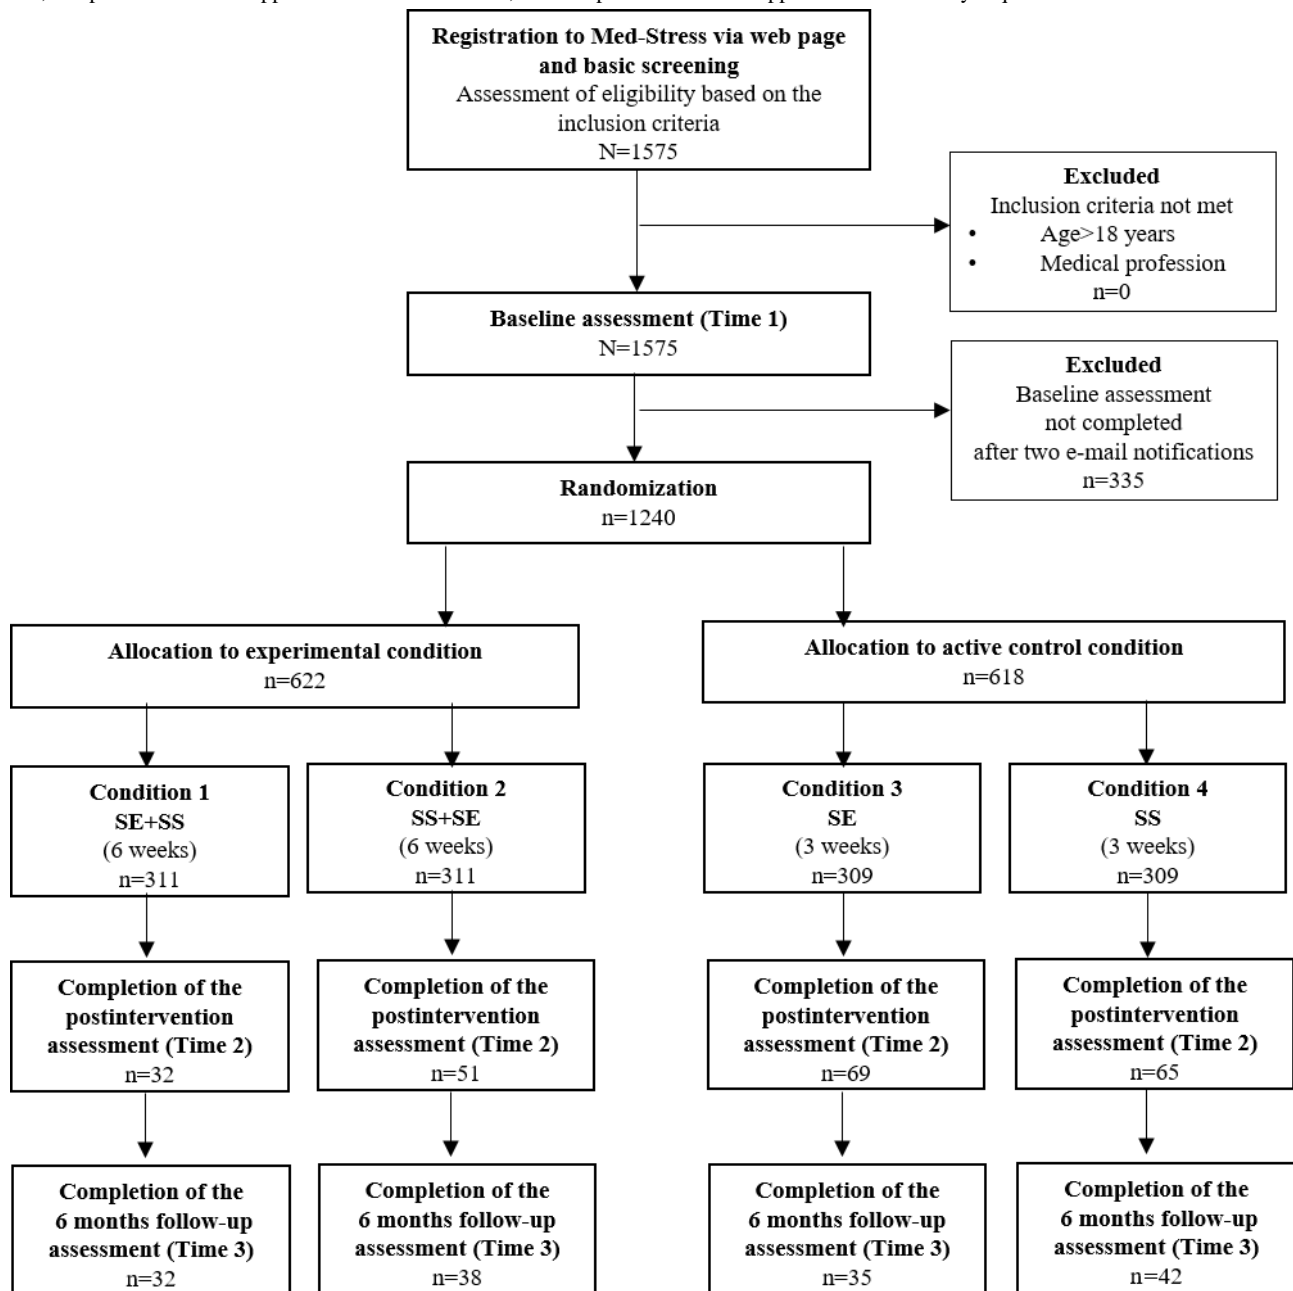 Registration to Med-Stress via web page
and basic screening
Assessment of eligibility based on the
inclusion criteria
N=1575
Excluded
Inclusion criteria not met
• Age>18 years
• Medical profession
n=0
Baseline assessment (Time 1)
N=1575
Excluded
Baseline assessment
not completed
after two e-mail notifications
n=335
Randomization
n=1240
Allocation to experimental condition
n=622
Allocation to active control condition
n=618
Condition 1
SE+SS
(6 weeks)
n=311
Condition 2
SS+SE
(6 weeks)
n=311
Condition 3
SE
(3 weeks)
n=309
Condition 4
SS
(3 weeks)
n=309
Completion of the
postintervention
assessment (Time 2)
n=32
Completion of the
postintervention
assessment (Time 2)
n=51
Completion of the
postintervention
assessment (Time 2)
n=69
Completion of the
postintervention
assessment (Time 2)
n=65
Completion of the
6 months follow-up
assessment (Time 3)
n=32
Completion of the
6 months follow-up
assessment (Time 3)
n=38
Completion of the
6 months follow-up
assessment (Time 3)
n=35
Completion of the
6 months follow-up
assessment (Time 3)
n=42